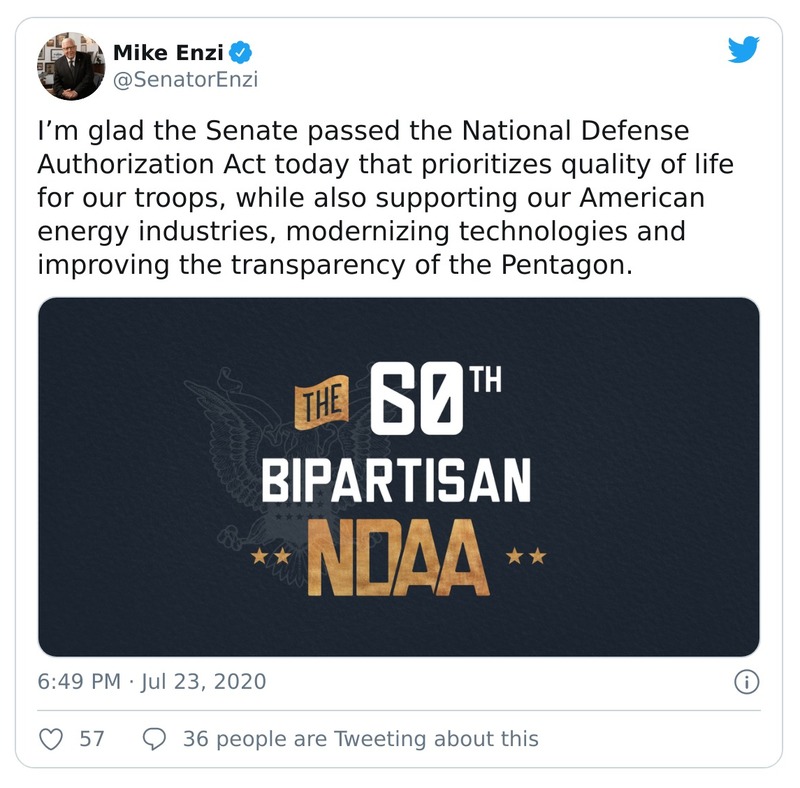 Mike Enzi
@SenatorEnzi
I’m glad the Senate passed the National Defense
Authorization Act today that prioritizes quality of life
for our troops, while also supporting our American
energy industries, modernizing technologies and
improving the transparency of the Pentagon.
THE 60TH
BIPARTISAN
NDAA
6:49 PM · Jul 23, 2020
57 36 people are Tweeting about this